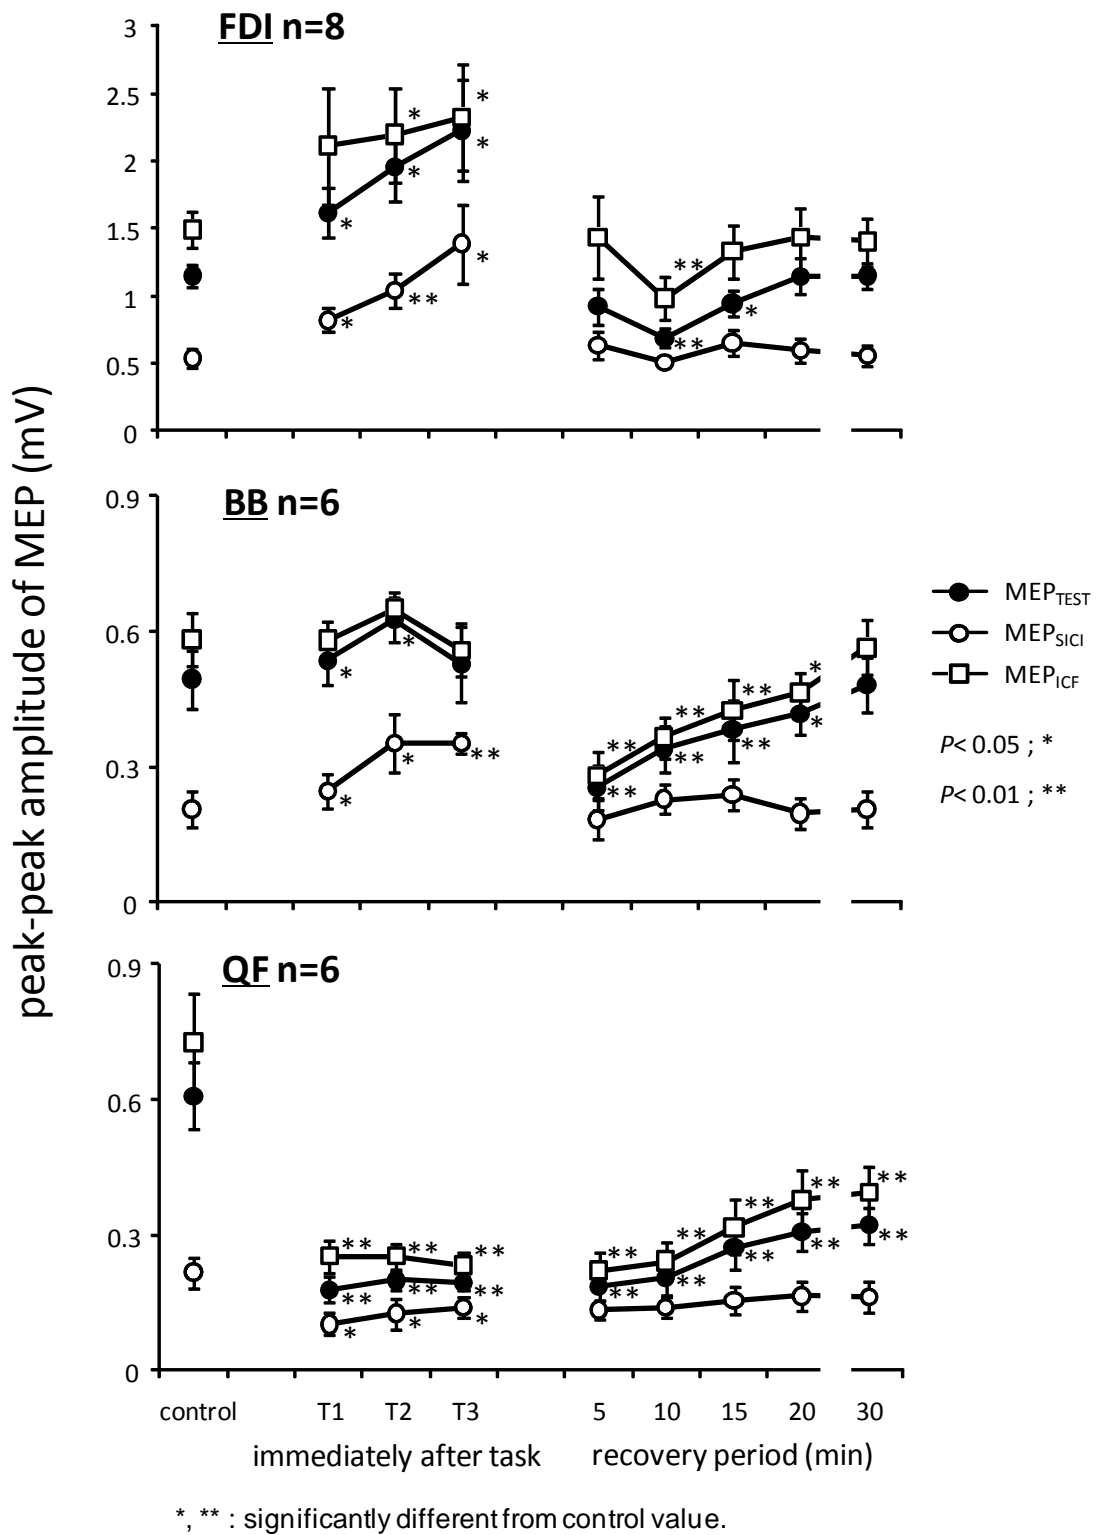 peak-peak amplitude of MEP (mV)
FDI n=8
3
2.5
2
1.5
1
0.5
0
* * * * * * ** *
** ** *
BB n=6
0.9
0.6
0.3
0
* * * * **
** ** ** ** ** ** * *
MEPTEST
MEPSICI
MEPICF
P< 0.05 ; *
P< 0.01 ; **
QF n=6
0.9
0.6
0.3
0
** ** ** ** ** ** * * *
** ** ** ** ** ** ** ** ** **
control T1 T2 T3 5 10 15 20 30
immediately after task recovery period (min)
*, ** : significantly different from control value.